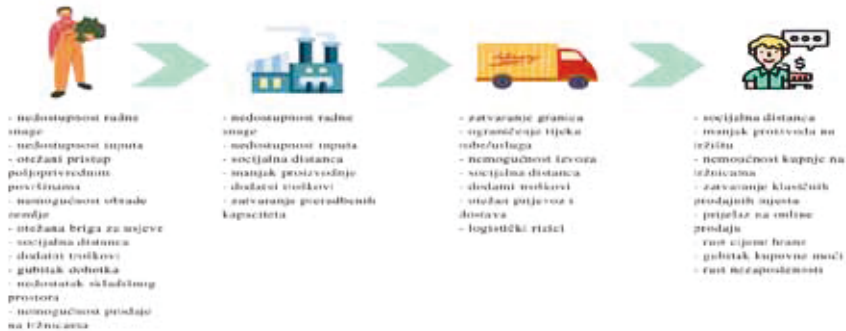 - nedostupnost radne
snage
- nedostupnost inputa
- otežani pristup
poljoprivrednim
površinama
- nemogućnost obrade
zemlje
- otežana briga za usjeve
- socijalna distanca
- dodatni troškovi
- gubitak dohotka
- nedostatak skladišnog
prostora
- nemogućnost prodaje
na tržnicama
- nedostupnost radne
snage
- nedostupnost inputa
- socijalna distanca
- manjak proizvodnje
- dodatni troškovi
- zatvaranje prerađbenih
kapaciteta
- zatvaranje granica
- ograničenje tijeka
robe/usluga
- nemogućnost izvoza
- socijalna distanca
- dodatni troškovi
- otežan prijevoz i
dostava
- logistički rizici
- socijalna distanca
- manjak proizvoda na
tržištu
- nemoućnost kupnje na
tržnicama
- zatvaranje klasičnih
prodajnih mjesta
- prijelaz na online
prodaju
- rast cijene hrane
- gubitak kupovne moći
- rast nezaposlenosti